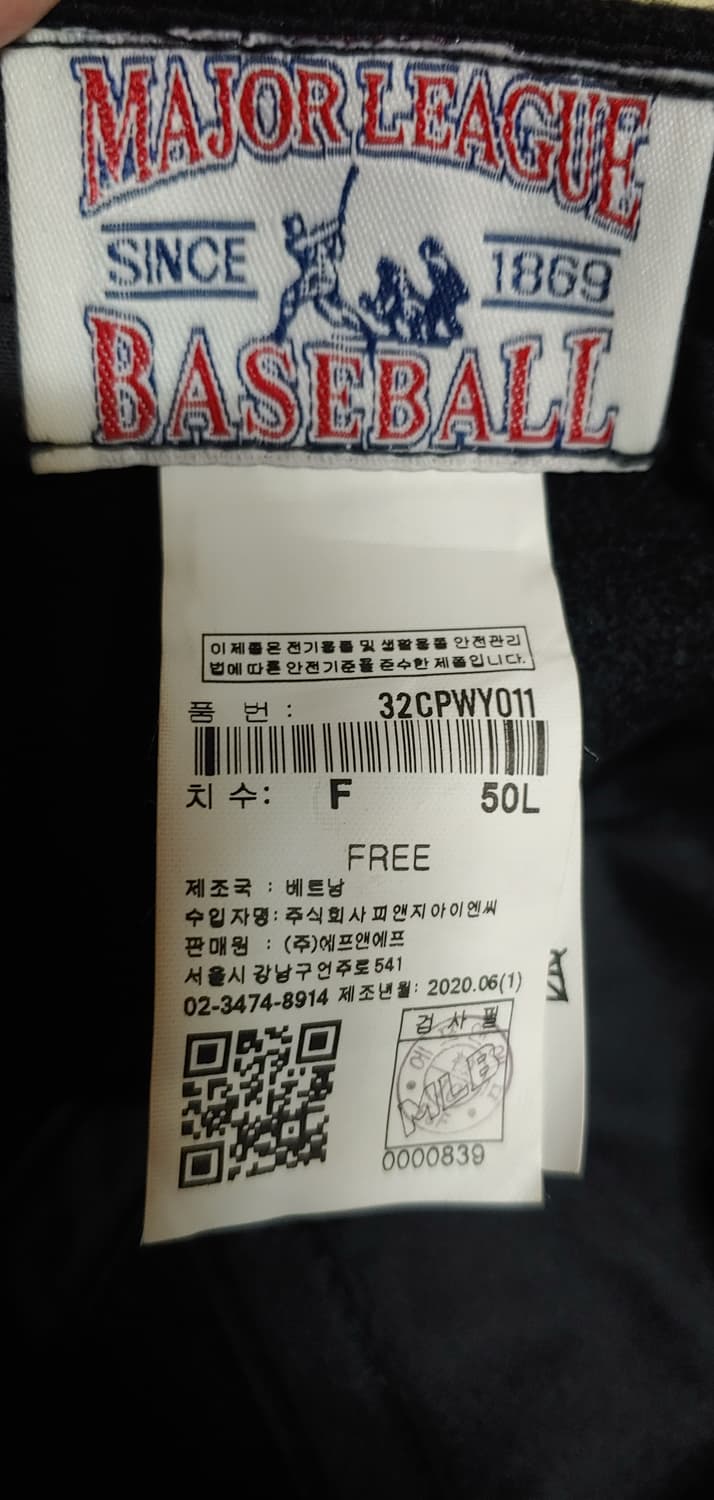 MAJOR LEAGUE
SINCE 1869
BASEBALL
이 제품은 전기용품 및 생활용품 안전관리
법에 따른 안전기준을 준수한 제품입니다.
품 번 : 32CPWY011
치 수: F 50L
FREE
제조국 : 베트남
수입자명: 주식회사 피앤지아이엔씨
판매원 : (주)에프앤에프
서울시 강남구 언주로 541
02-3474-8914 제조년월: 2020.06(1)
검 사 필
MLB
0000839